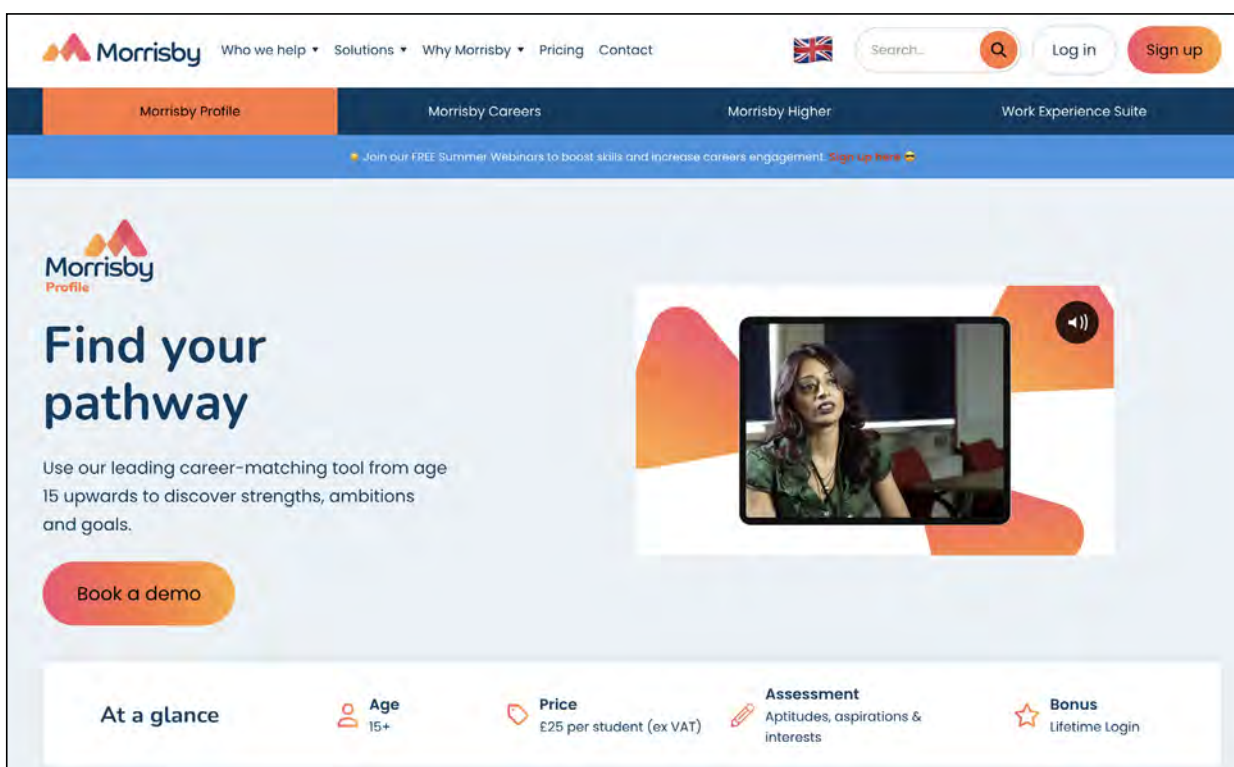 Morrisby
Who we help ▾ Solutions ▾ Why Morrisby ▾ Pricing Contact
Search...
Log in
Sign up
Morrisby Profile
Morrisby Careers
Morrisby Higher
Work Experience Suite
Join our FREE Summer Webinars to boost skills and increase careers engagement. Sign up here
Morrisby
Profile
Find your
pathway
Use our leading career-matching tool from age
15 upwards to discover strengths, ambitions
and goals.
Book a demo
At a glance
Age
15+
Price
£25 per student (ex VAT)
Assessment
Aptitudes, aspirations &
interests
Bonus
Lifetime Login